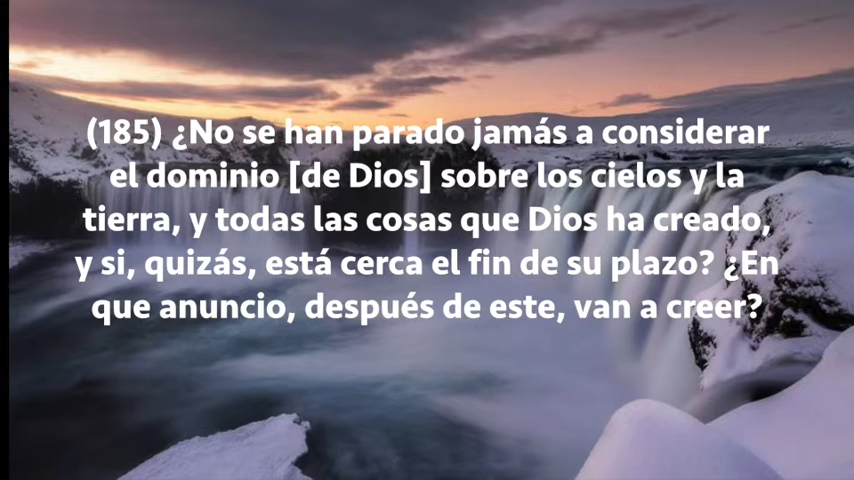 (185) ¿No se han parado jamás a considerar
el dominio [de Dios] sobre los cielos y la
tierra, y todas las cosas que Dios ha creado,
y si, quizás, está cerca el fin de su plazo? ¿En
que anuncio, después de este, van a creer?